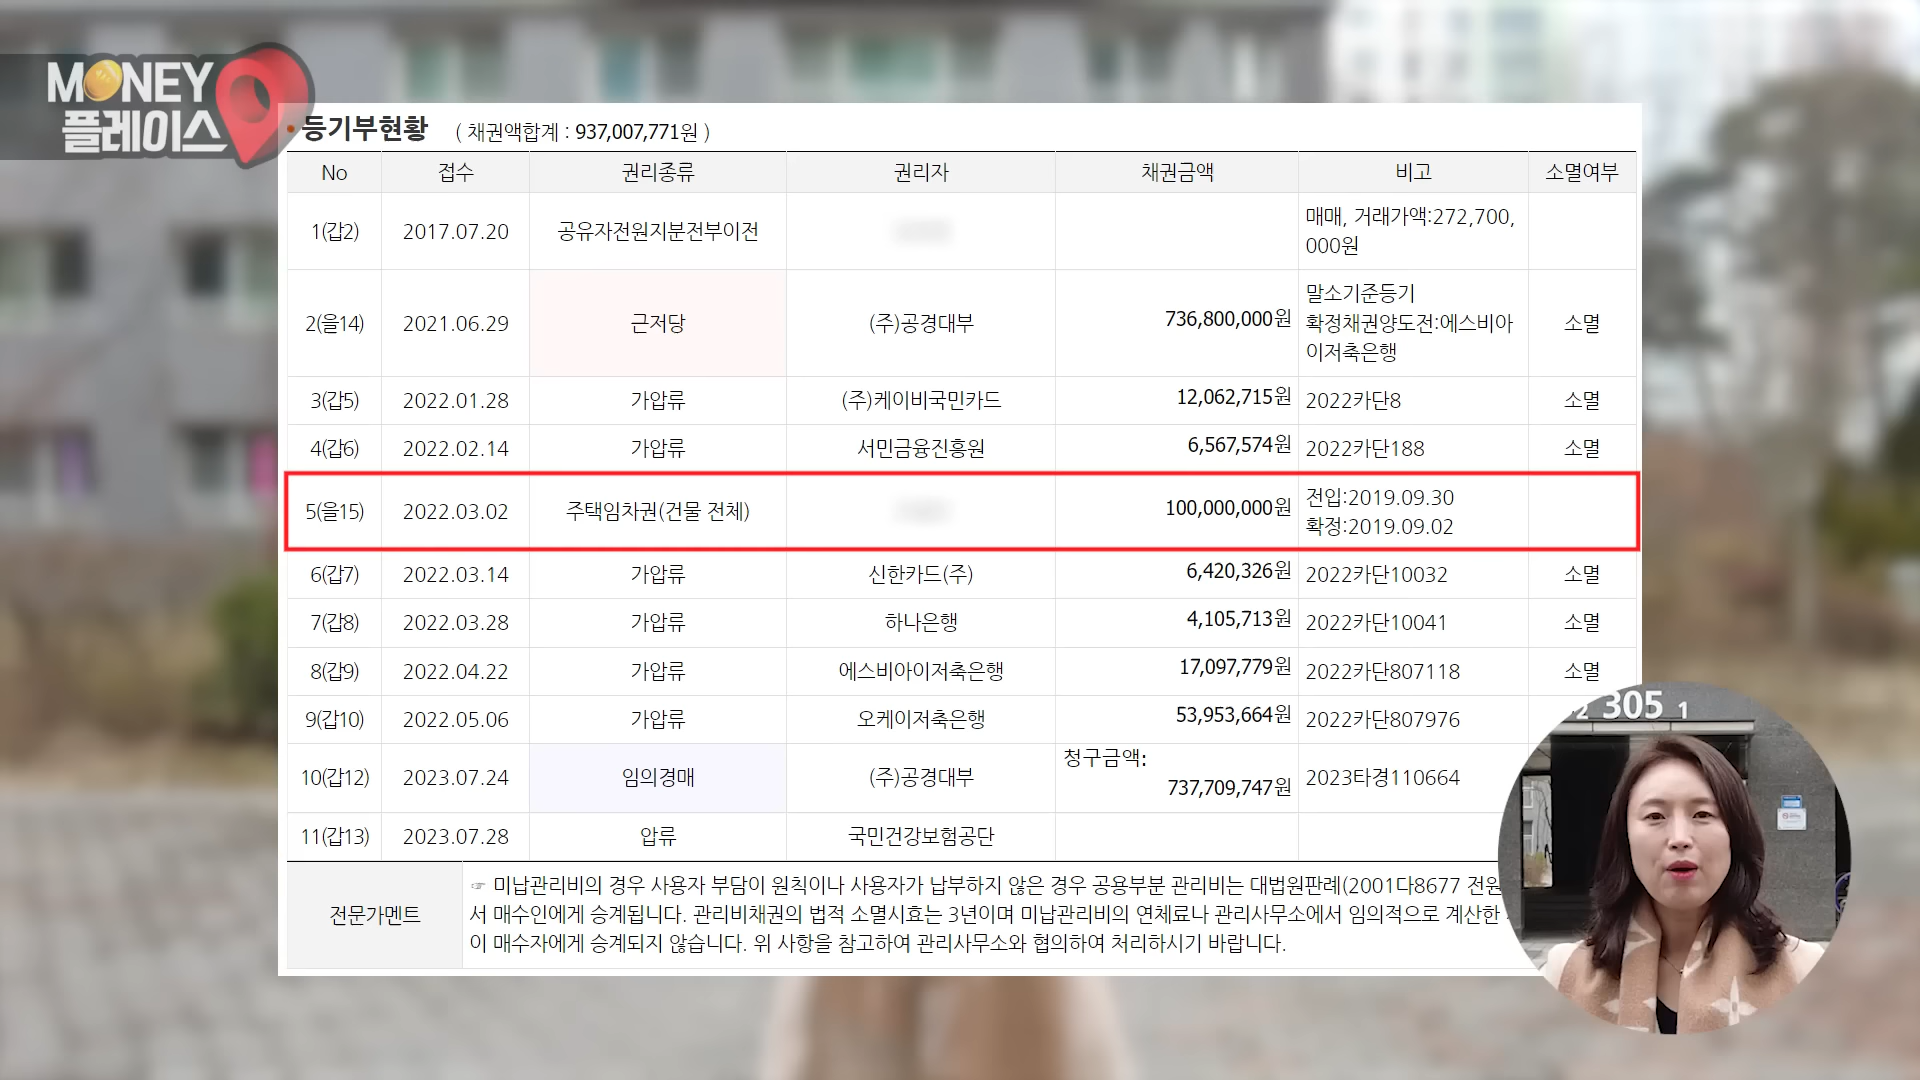 MONEY
플레이스
등기부현황 ( 채권액합계 : 937,007,771원 )
No 접수 권리종류 권리자 채권금액 비고 소멸여부
1(갑2) 2017.07.20 공유자전원지분전부이전 매매, 거래가액:272,700,
000원
2(을14) 2021.06.29 근저당 (주)공경대부 736,800,000원 말소기준등기
확정채권양도전:에스비아
이저축은행 소멸
3(갑5) 2022.01.28 가압류 (주)케이비국민카드 12,062,715원 2022카단8 소멸
4(갑6) 2022.02.14 가압류 서민금융진흥원 6,567,574원 2022카단188 소멸
5(을15) 2022.03.02 주택임차권(건물 전체) 100,000,000원 전입:2019.09.30
확정:2019.09.02
6(갑7) 2022.03.14 가압류 신한카드(주) 6,420,326원 2022카단10032 소멸
7(갑8) 2022.03.28 가압류 하나은행 4,105,713원 2022카단10041 소멸
8(갑9) 2022.04.22 가압류 에스비아이저축은행 17,097,779원 2022카단807118 소멸
9(갑10) 2022.05.06 가압류 오케이저축은행 53,953,664원 2022카단807976
10(갑12) 2023.07.24 임의경매 (주)공경대부 청구금액:
737,709,747원 2023타경110664
11(갑13) 2023.07.28 압류 국민건강보험공단
전문가멘트
☞ 미납관리비의 경우 사용자 부담이 원칙이나 사용자가 납부하지 않은 경우 공용부분 관리비는 대법원판례(2001다8677 전원
서 매수인에게 승계됩니다. 관리비채권의 법적 소멸시효는 3년이며 미납관리비의 연체료나 관리사무소에서 임의적으로 계산한
이 매수자에게 승계되지 않습니다. 위 사항을 참고하여 관리사무소와 협의하여 처리하시기 바랍니다.
2 305 1